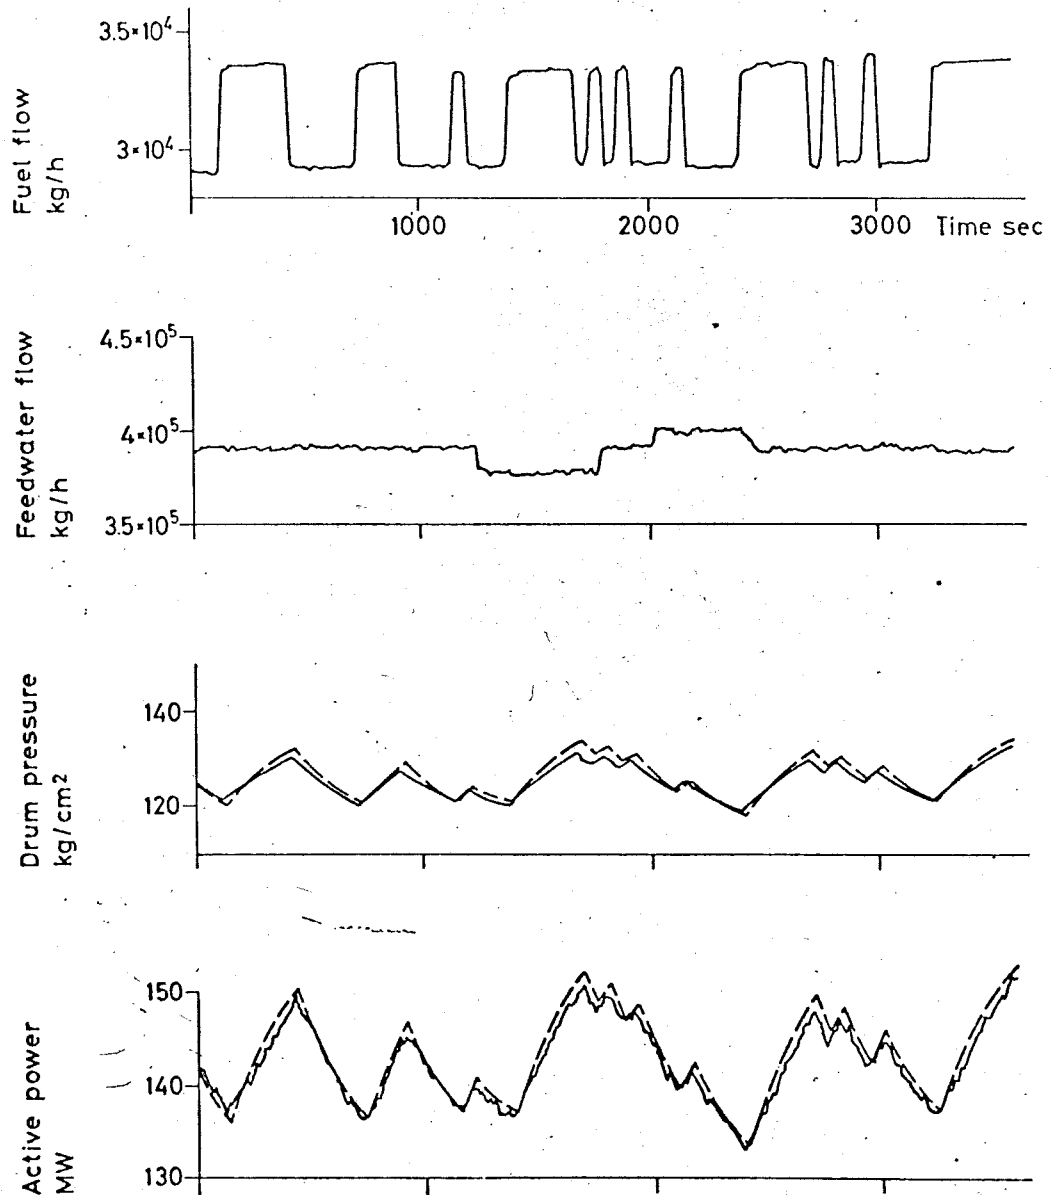 Fuel flow
kg/h
3.5×10⁴
3×10⁴
1000
2000
3000
Time sec
Feedwater flow
kg/h
4.5×10⁵
4×10⁵
3.5×10⁵
Drum pressure
kg/cm²
140
120
Active power
MW
150
140
130